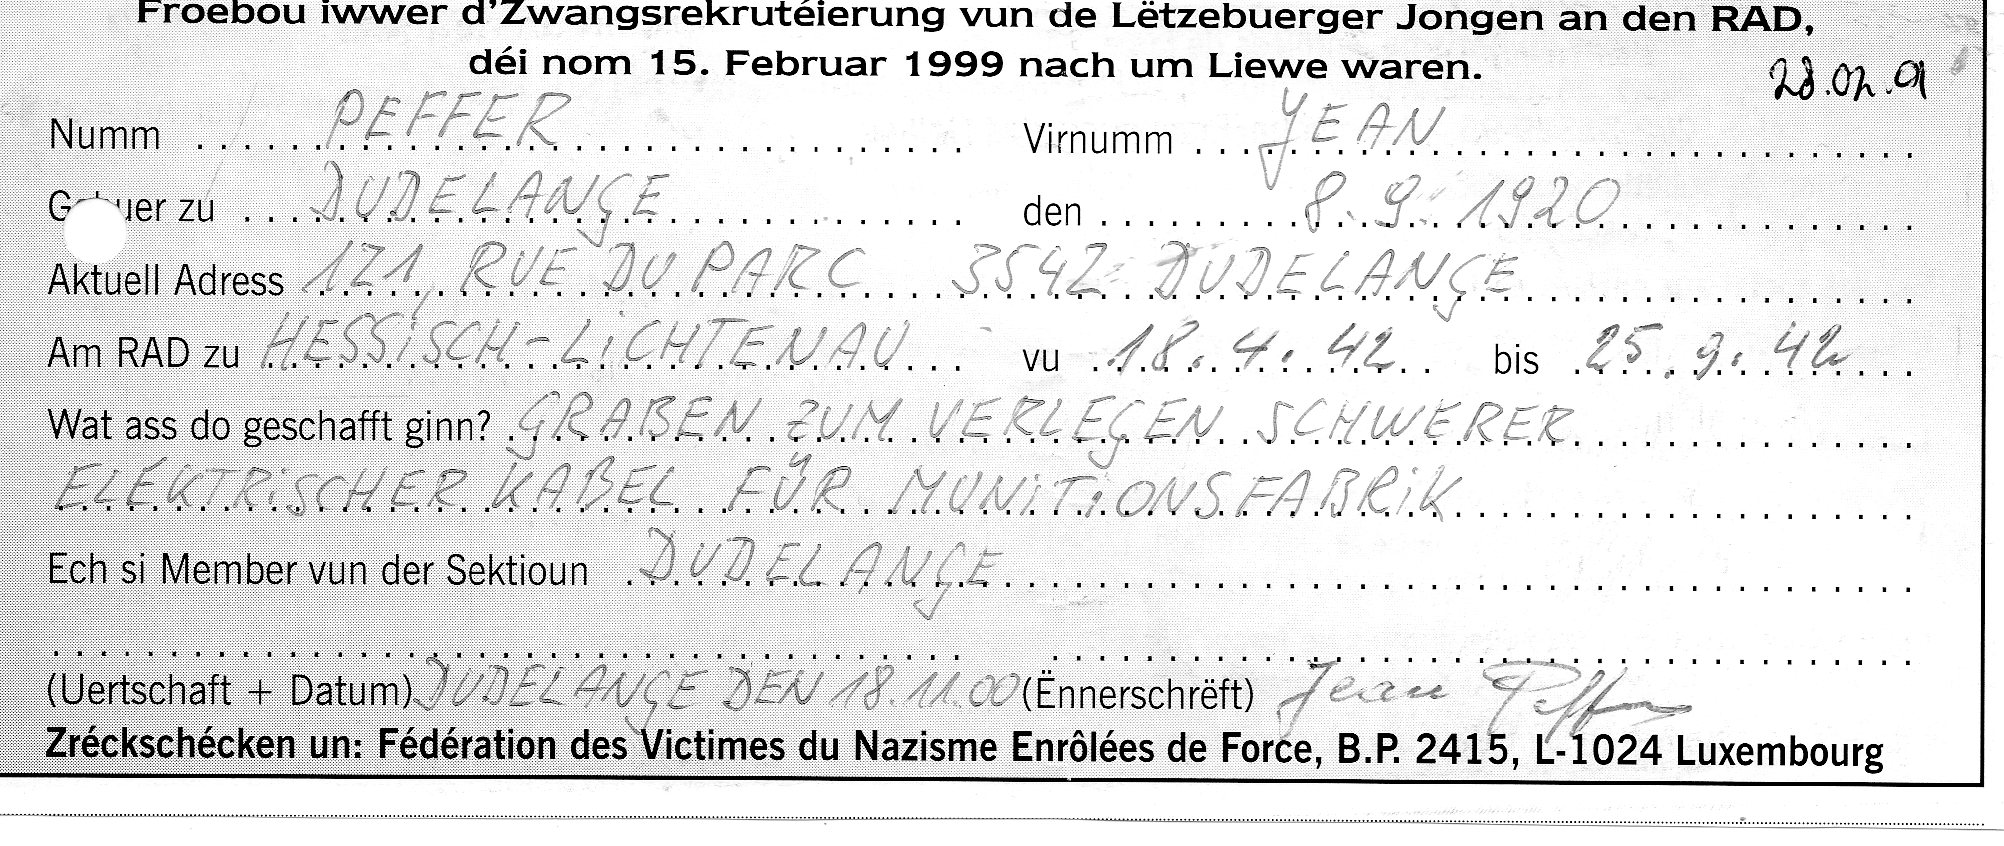 Froebou iwwer d'Zwangsrekrutéierung vun de Lëtzebuerger Jongen an den RAD,
déi nom 15. Februar 1999 nach um Liewe waren.
28.02.01
Numm PEFFER Virnumm JEAN
Gebuer zu DUDELANGE den 8.9.1920
Aktuell Adress 121, RUE DU PARC 3542 DUDELANGE
Am RAD zu HESSISCH-LICHTENAU vu 18.4.42 bis 25.9.42
Wat ass do geschafft ginn? GRABEN ZUM VERLEGEN SCHWERER
ELEKTRISCHER KABEL FÜR MUNITIONSFABRIK
Ech si Member vun der Sektioun DUDELANGE
(Uertschaft + Datum) DUDELANGE DEN 18.11.00 (Ënnerschrëft) Jean Peffer
Zréckschécken un: Fédération des Victimes du Nazisme Enrôlées de Force, B.P. 2415, L-1024 Luxembourg